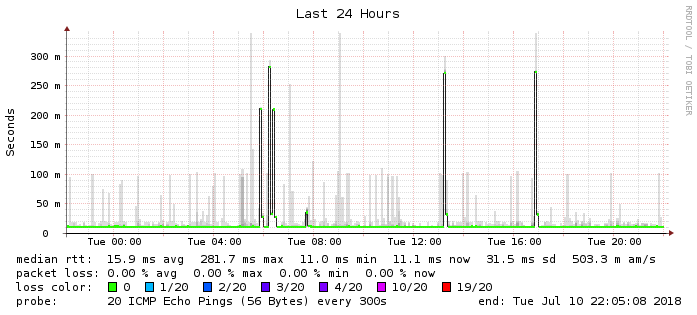 Last 24 Hours
RRDTOOL / TOBI OETIKER
Seconds
300 m
250 m
200 m
150 m
100 m
50 m
0
Tue 00:00 Tue 04:00 Tue 08:00 Tue 12:00 Tue 16:00 Tue 20:00
median rtt: 15.9 ms avg 281.7 ms max 11.0 ms min 11.1 ms now 31.5 ms sd 503.3 m am/s
packet loss: 0.00 % avg 0.00 % max 0.00 % min 0.00 % now
loss color: 0 1/20 2/20 3/20 4/20 10/20 19/20
probe: 20 ICMP Echo Pings (56 Bytes) every 300s end: Tue Jul 10 22:05:08 2018